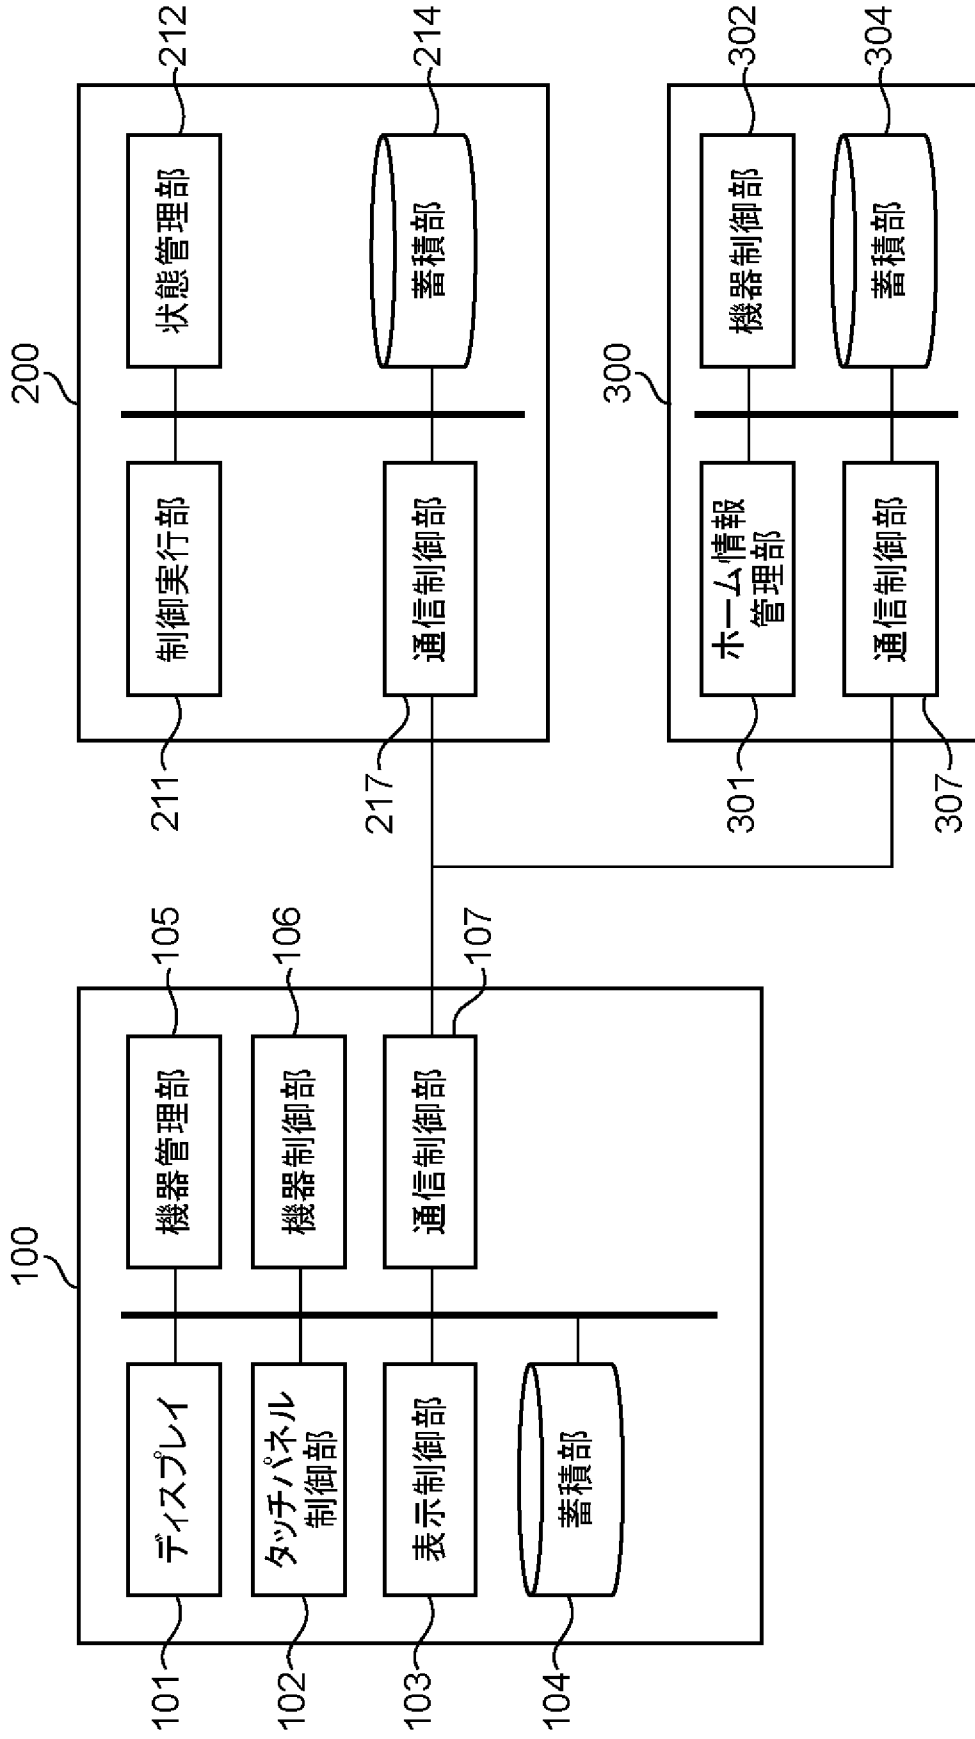 100
101
ディスプレイ
102
タッチパネル
制御部
103
表示制御部
104
蓄積部
機器管理部
105
機器制御部
106
通信制御部
107
200
211
制御実行部
状態管理部
212
217
通信制御部
蓄積部
214
300
301
ホーム情報
管理部
機器制御部
302
307
通信制御部
蓄積部
304